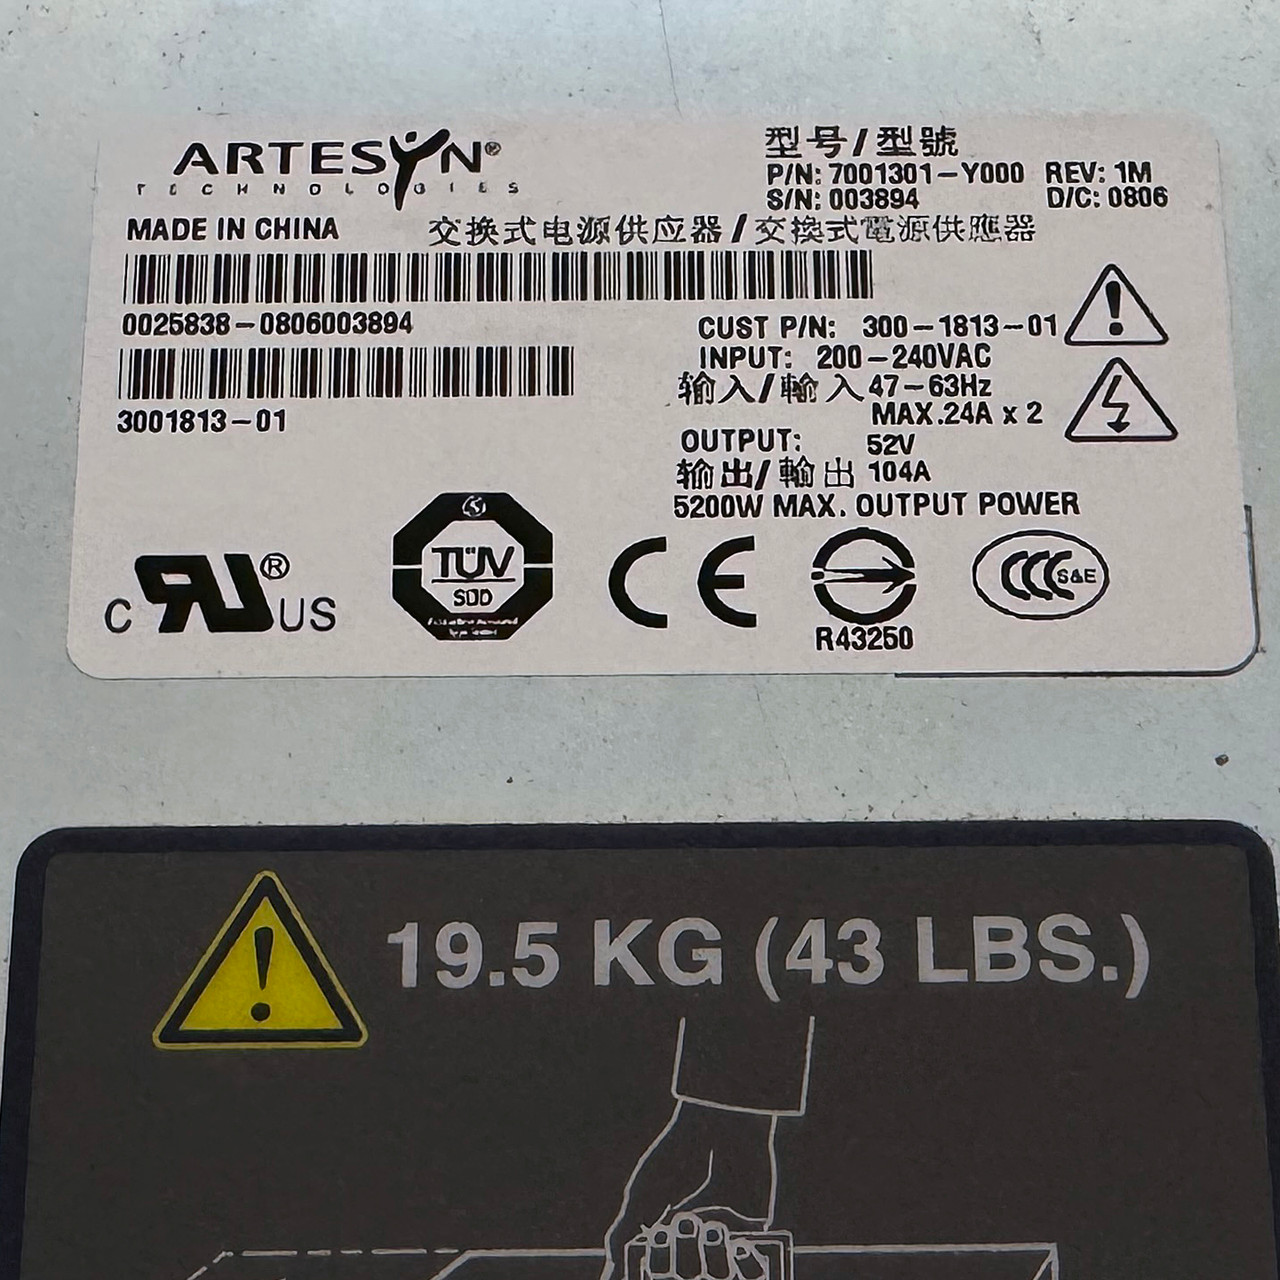 ARTESYN®
TECHNOLOGIES
型号/型號
P/N: 7001301-Y000 REV: 1M
S/N: 003894 D/C: 0806
MADE IN CHINA 交换式电源供应器/交換式電源供應器
0025838-0806003894
CUST P/N: 300-1813-01
3001813-01
INPUT: 200-240VAC
输入/輸入 47-63Hz
MAX.24A x 2
OUTPUT: 52V
输出/輸出 104A
5200W MAX. OUTPUT POWER
C RU ® US
TÜV
SÜD
CE
R43250
CCC S&E
19.5 KG (43 LBS.)